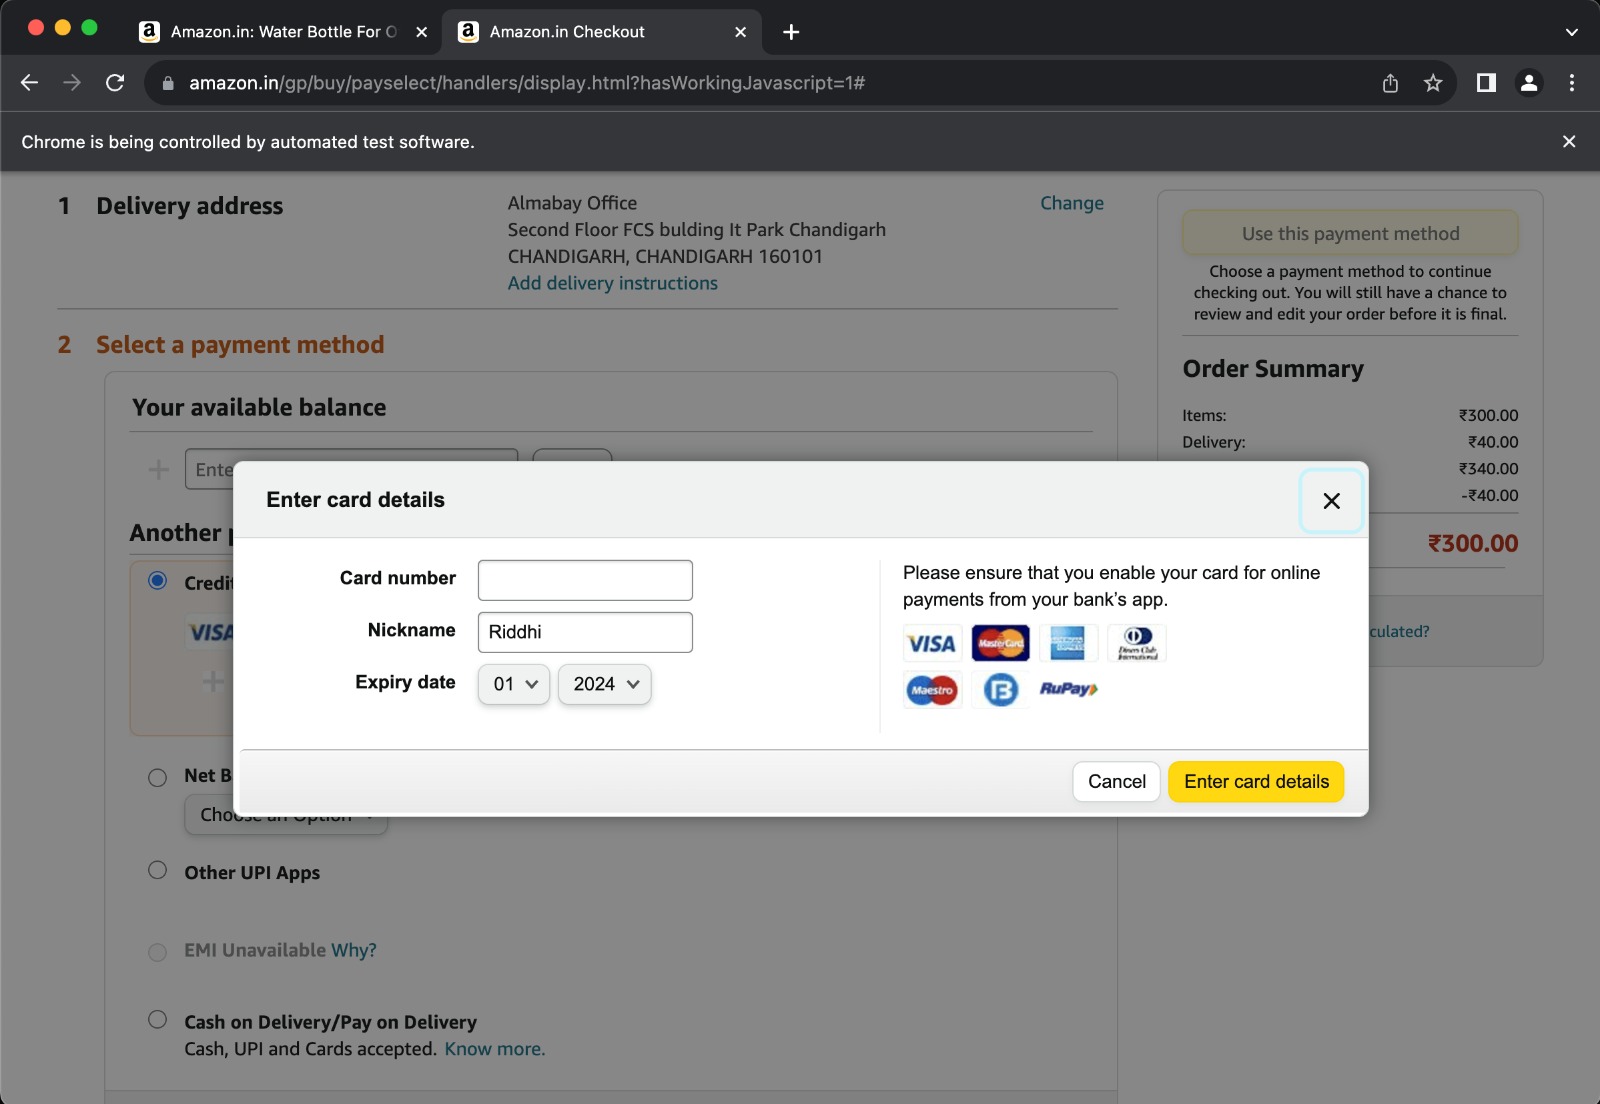 Amazon.in: Water Bottle For O
Amazon.in Checkout
amazon.in/gp/buy/payselect/handlers/display.html?hasWorkingJavascript=1#
Chrome is being controlled by automated test software.
1 Delivery address
Almabay Office
Second Floor FCS bulding It Park Chandigarh
CHANDIGARH, CHANDIGARH 160101
Add delivery instructions
Change
Use this payment method
Choose a payment method to continue
checking out. You will still have a chance to
review and edit your order before it is final.
2 Select a payment method
Your available balance
Order Summary
Items: ₹300.00
Delivery: ₹40.00
₹340.00
-₹40.00
₹300.00
culated?
Ente
Another
Credit
VISA
Enter card details
Card number
Nickname Riddhi
Expiry date 01 2024
Please ensure that you enable your card for online
payments from your bank's app.
VISA MasterCard AMERICAN EXPRESS Diners Club International
Maestro B RuPay
Cancel Enter card details
Net B
Choose an Option
Other UPI Apps
EMI Unavailable Why?
Cash on Delivery/Pay on Delivery
Cash, UPI and Cards accepted. Know more.